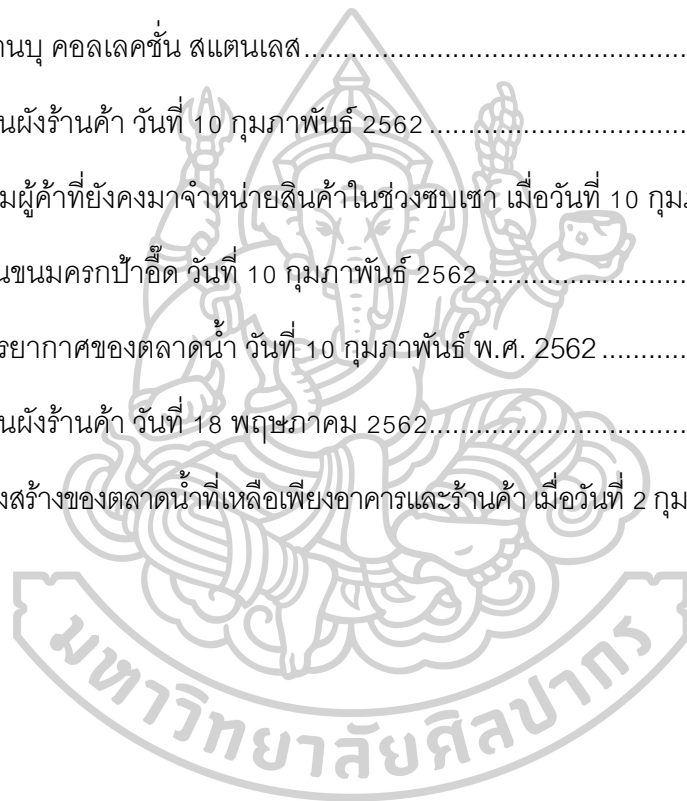 านบุ คอลเลคชั่น สแตนเลส......................................................
นผังร้านค้า วันที่ 10 กุมภาพันธ์ 2562......................................
มผู้ค้าที่ยังคงมาจำหน่ายสินค้าในช่วงซบเซา เมื่อวันที่ 10 กุมภ
นขนมครกป้าอี๊ด วันที่ 10 กุมภาพันธ์ 2562...............................
รยากาศของตลาดน้ำ วันที่ 10 กุมภาพันธ์ พ.ศ. 2562...........
นผังร้านค้า วันที่ 18 พฤษภาคม 2562......................................
งสร้างของตลาดน้ำที่เหลือเพียงอาคารและร้านค้า เมื่อวันที่ 2 กุม
มหาวิทยาลัยศิลปากร